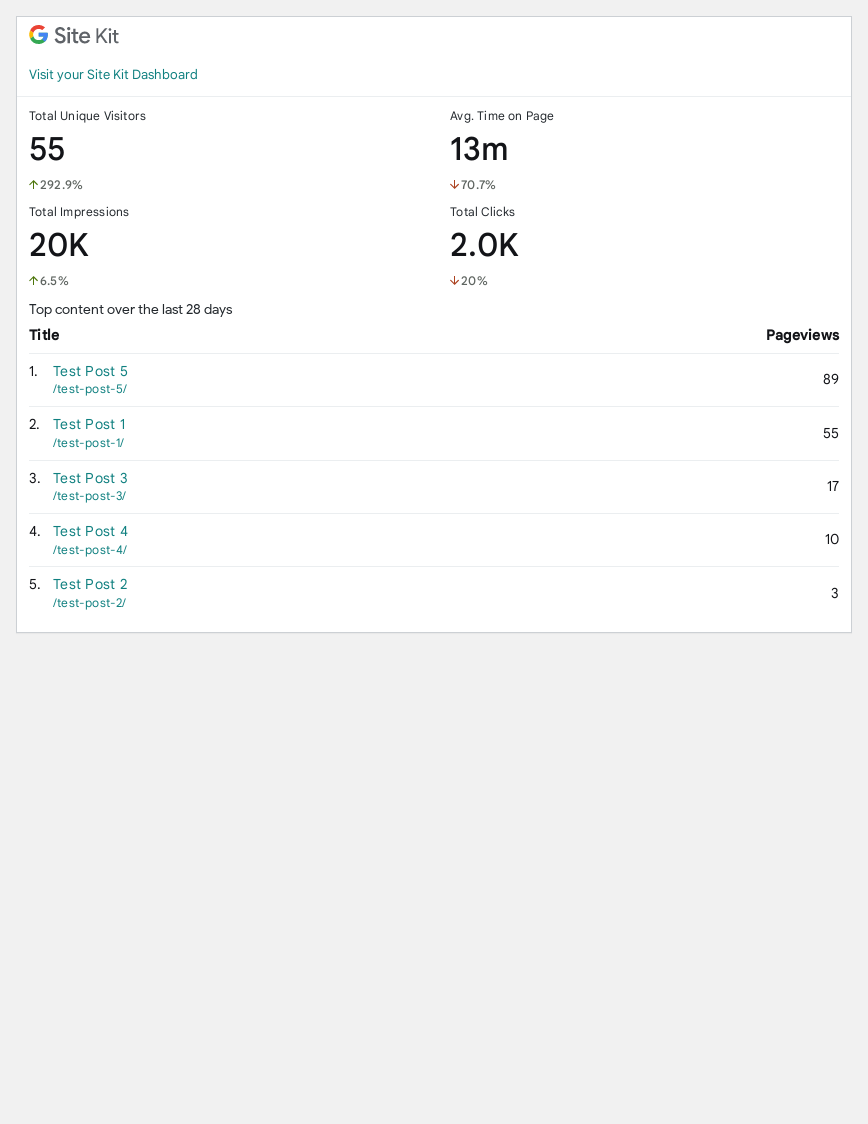 Site Kit
Visit your Site Kit Dashboard
Total Unique Visitors
55
↑292.9%
Avg. Time on Page
13m
↓70.7%
Total Impressions
20K
↑6.5%
Total Clicks
2.0K
↓20%
Top content over the last 28 days
Title Pageviews
1. Test Post 5
/test-post-5/
89
2. Test Post 1
/test-post-1/
55
3. Test Post 3
/test-post-3/
17
4. Test Post 4
/test-post-4/
10
5. Test Post 2
/test-post-2/
3